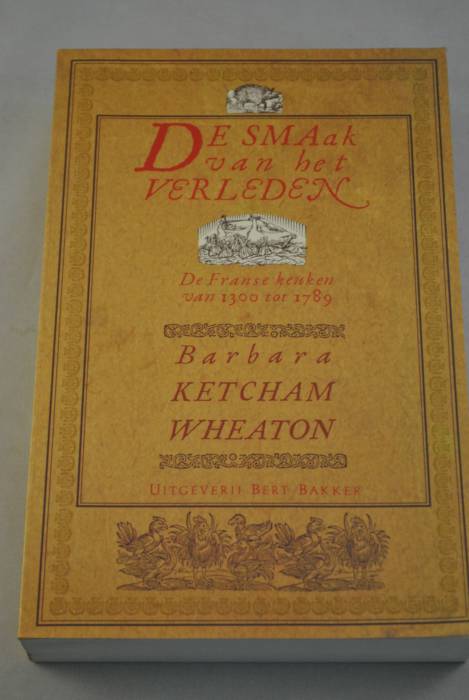 DE SMAak
van het
VERLEDEN
De Franse keuken
van 1300 tot 1789
Barbara
KETCHAM
WHEATON
UITGEVERIJ BERT BAKKER